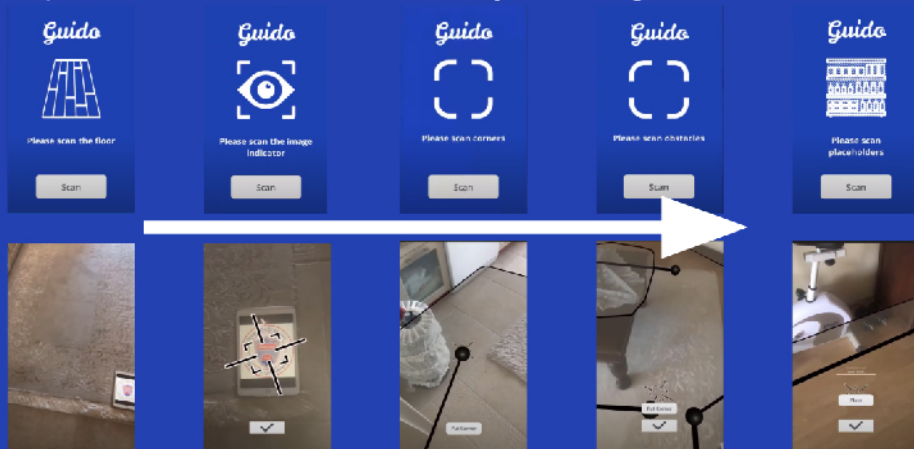 Guido
Please scan the floor
Scan
Guido
Please scan the image
indicator
Scan
Guido
Please scan corners
Scan
Guido
Please scan obstacles
Scan
Guido
Please scan
placeholders
Scan
Put Corner
Put Corner
Place